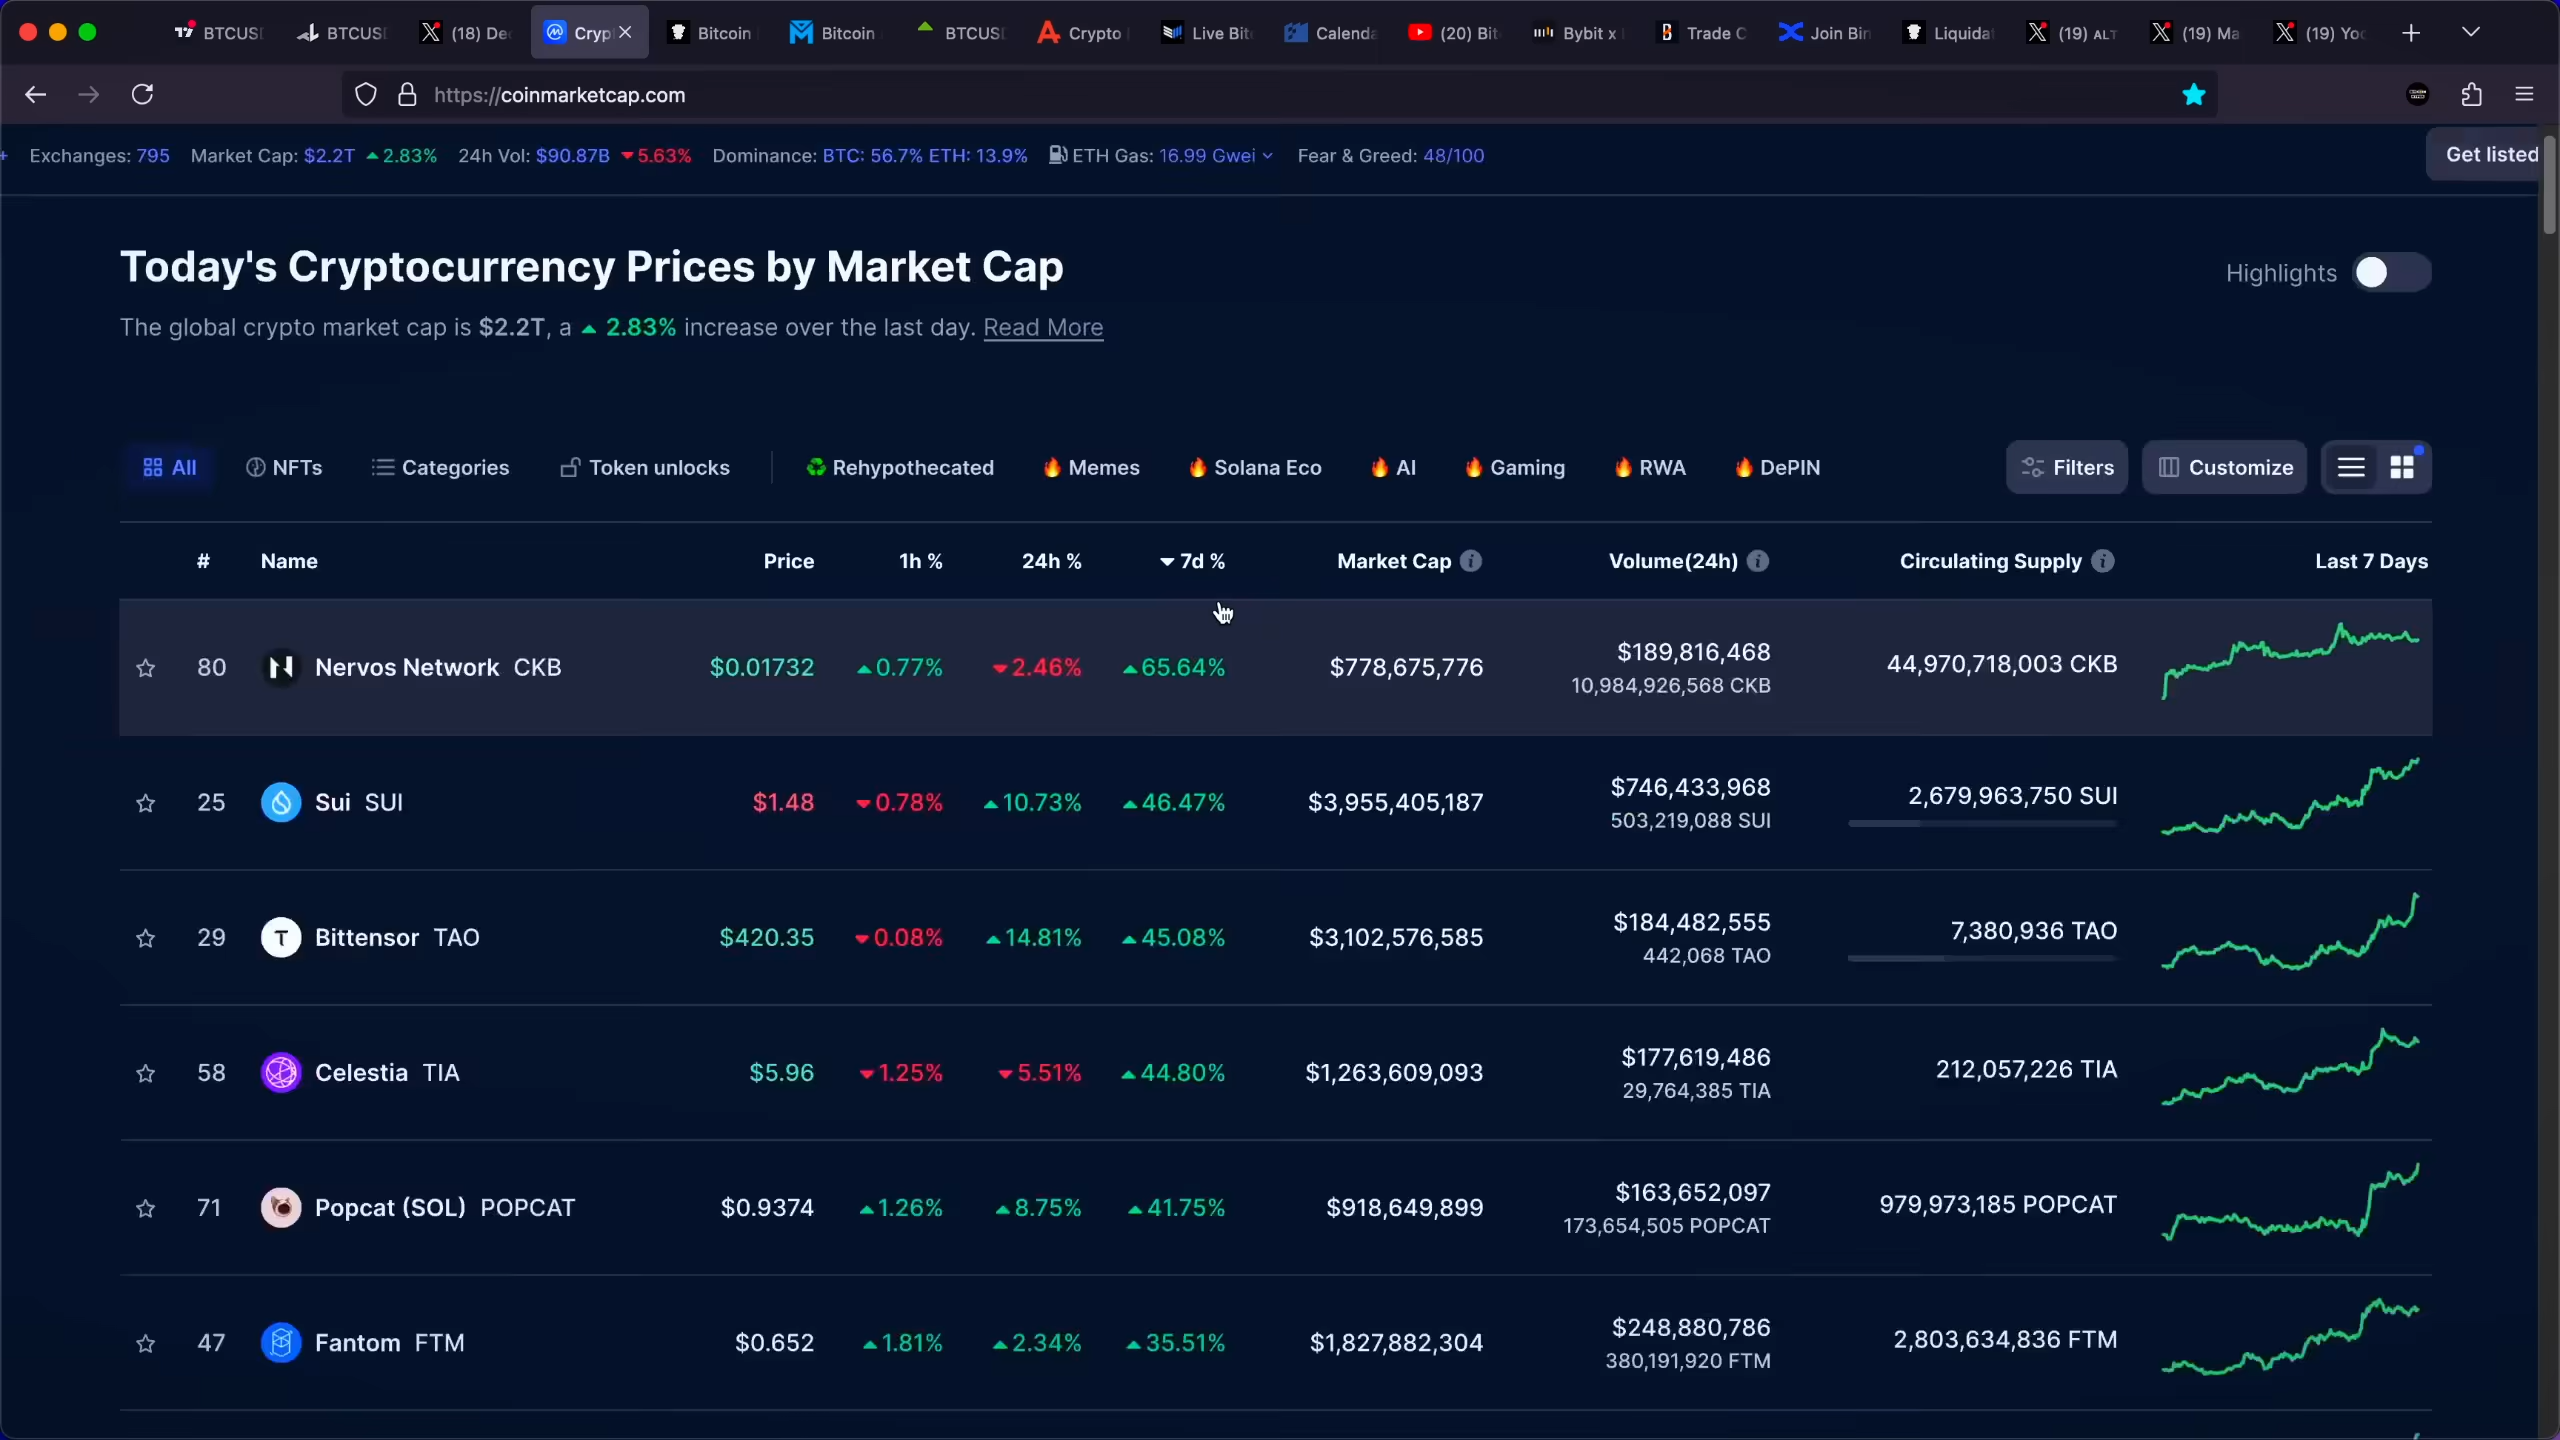 BTCUS
BTCUS
(18) De
Cryp
Bitcoin
Bitcoin
BTCUS
Crypto
Live Bit
Calenda
(20) Bit
Bybit x
Trade C
Join Bin
Liquida
(19) ALT
(19) Ma
(19) Yo
https://coinmarketcap.com
Exchanges: 795 Market Cap: $2.2T 2.83% 24h Vol: $90.87B 5.63% Dominance: BTC: 56.7% ETH: 13.9% ETH Gas: 16.99 Gwei Fear & Greed: 48/100
Get listed
Today's Cryptocurrency Prices by Market Cap
Highlights
The global crypto market cap is $2.2T, a 2.83% increase over the last day. Read More
All NFTs Categories Token unlocks Rehypothecated Memes Solana Eco AI Gaming RWA DePIN Filters Customize
# Name Price 1h % 24h % 7d % Market Cap Volume(24h) Circulating Supply Last 7 Days
80 Nervos Network CKB $0.01732 0.77% 2.46% 65.64% $778,675,776 $189,816,468 44,970,718,003 CKB
10,984,926,568 CKB
25 Sui SUI $1.48 0.78% 10.73% 46.47% $3,955,405,187 $746,433,968 2,679,963,750 SUI
503,219,088 SUI
29 Bittensor TAO $420.35 0.08% 14.81% 45.08% $3,102,576,585 $184,482,555 7,380,936 TAO
442,068 TAO
58 Celestia TIA $5.96 1.25% 5.51% 44.80% $1,263,609,093 $177,619,486 212,057,226 TIA
29,764,385 TIA
71 Popcat (SOL) POPCAT $0.9374 1.26% 8.75% 41.75% $918,649,899 $163,652,097 979,973,185 POPCAT
173,654,505 POPCAT
47 Fantom FTM $0.652 1.81% 2.34% 35.51% $1,827,882,304 $248,880,786 2,803,634,836 FTM
380,191,920 FTM